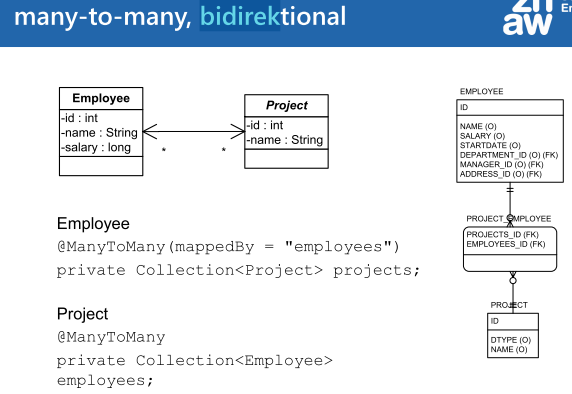 many-to-many, bidirektional
aw
En
Employee
-id : int
-name : String
-salary : long
*
*
Project
-id : int
-name : String
EMPLOYEE
ID
NAME (O)
SALARY (O)
STARTDATE (O)
DEPARTMENT_ID (O) (FK)
MANAGER_ID (O) (FK)
ADDRESS_ID (O) (FK)
PROJECT_EMPLOYEE
PROJECTS_ID (FK)
EMPLOYEES_ID (FK)
PROJECT
ID
DTYPE (O)
NAME (O)
Employee
@ManyToMany(mappedBy = "employees")
private Collection<Project> projects;
Project
@ManyToMany
private Collection<Employee>
employees;